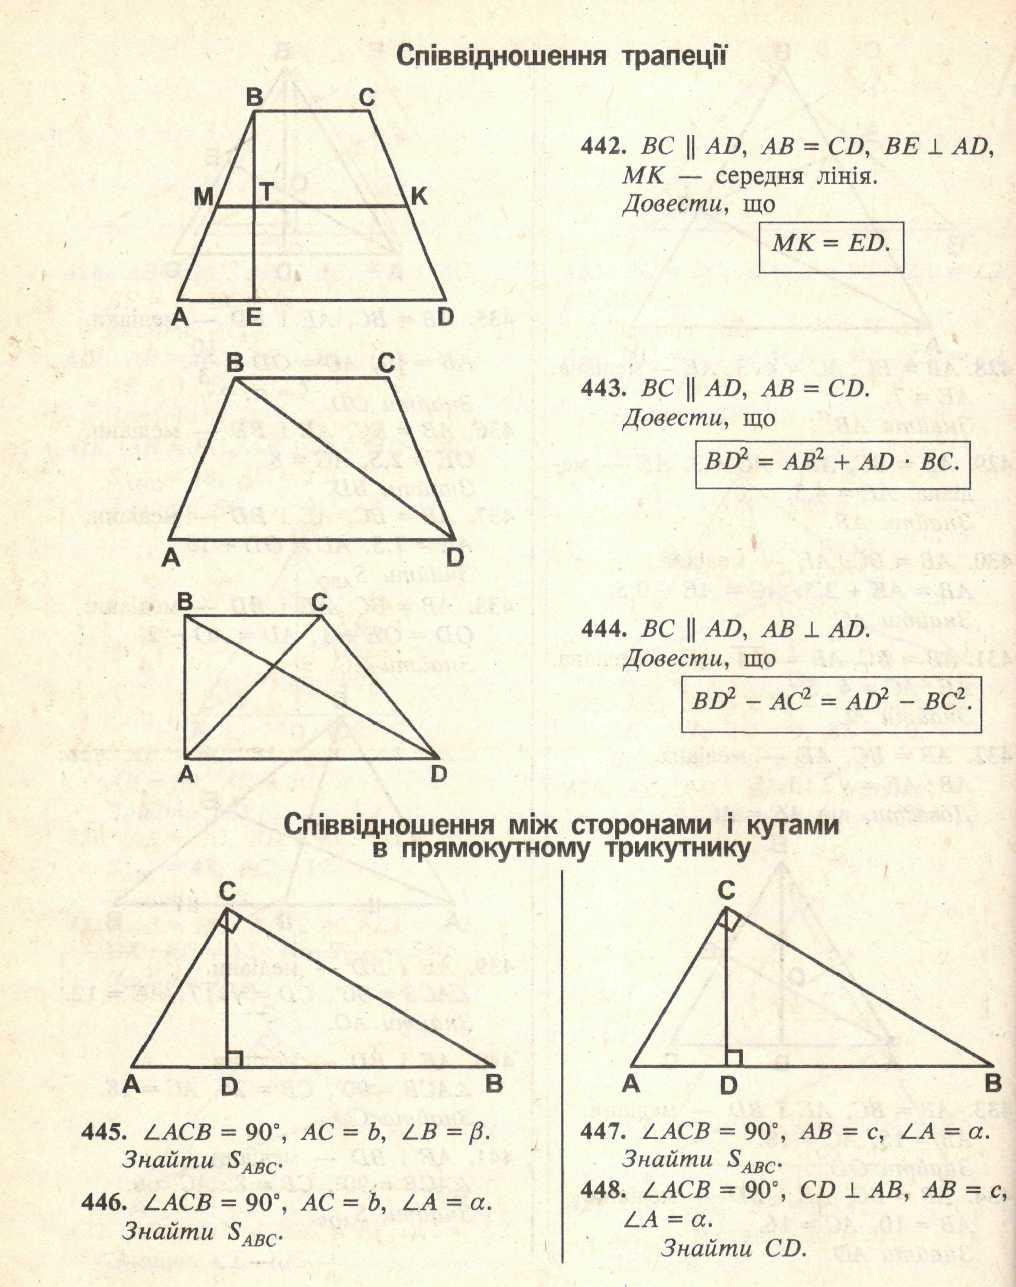 Співвідношення трапеції
B C
M T K
A E D
442. BC || AD, AB = CD, BE ⊥ AD,
MK — середня лінія.
Довести, що
MK = ED.
B C
A D
443. BC || AD, AB = CD.
Довести, що
BD² = AB² + AD · BC.
B C
A D
444. BC || AD, AB ⊥ AD.
Довести, що
BD² − AC² = AD² − BC².
Співвідношення між сторонами і кутами
в прямокутному трикутнику
C
A D B
445. ∠ACB = 90°, AC = b, ∠B = β.
Знайти S_ABC.
446. ∠ACB = 90°, AC = b, ∠A = α.
Знайти S_ABC.
C
A D B
447. ∠ACB = 90°, AB = c, ∠A = α.
Знайти S_ABC.
448. ∠ACB = 90°, CD ⊥ AB, AB = c,
∠A = α.
Знайти CD.